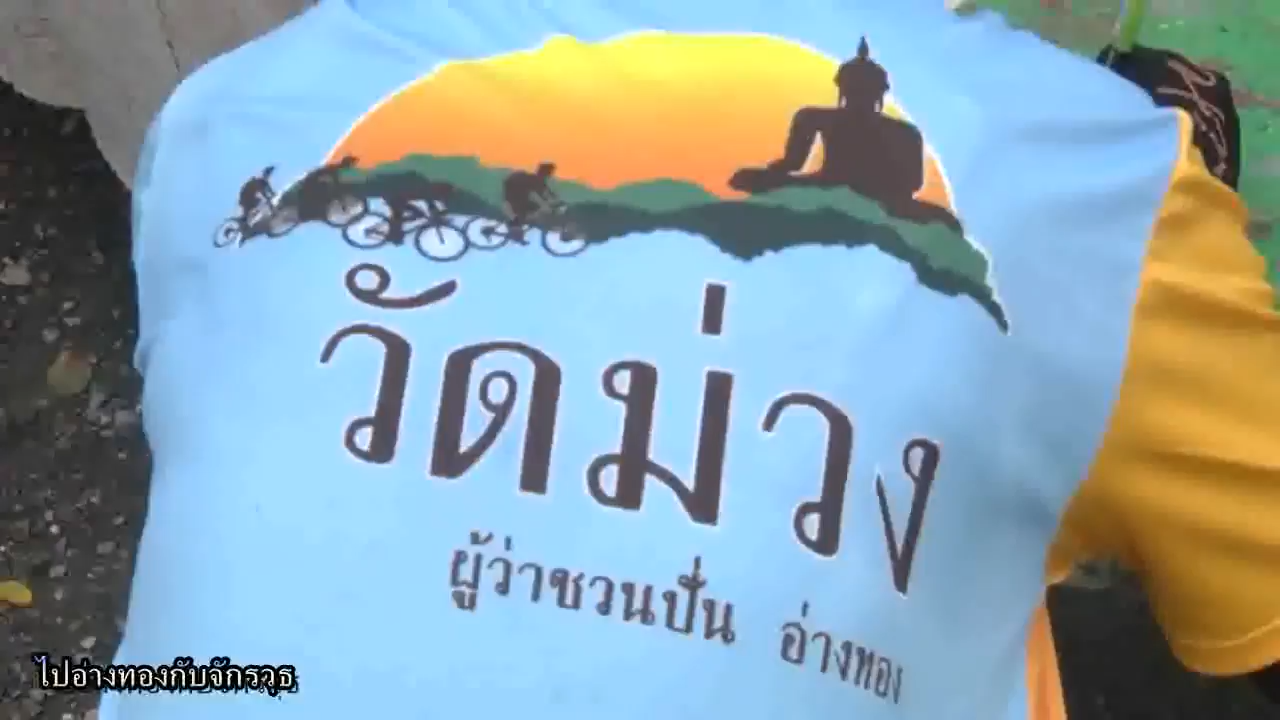 วัดม่วง
ผู้ว่าชวนปั่น อ่างทอง
ไปอ่างทองกับจักรวุธ